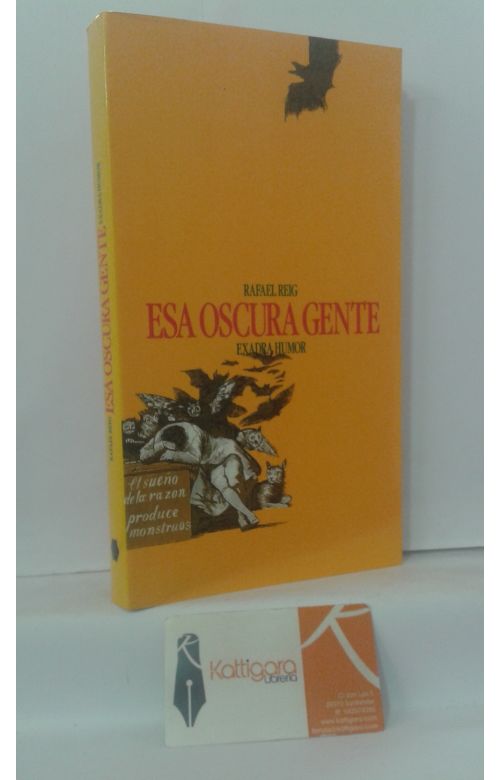 RAFAEL REIG
ESA OSCURA GENTE
EXADRA HUMOR
El sueño
de la razon
produce
monstruos
RAFAEL REIG ESA OSCURA GENTE EXADRA HUMOR
K
Kattigara
Librería
www.kattigara.com